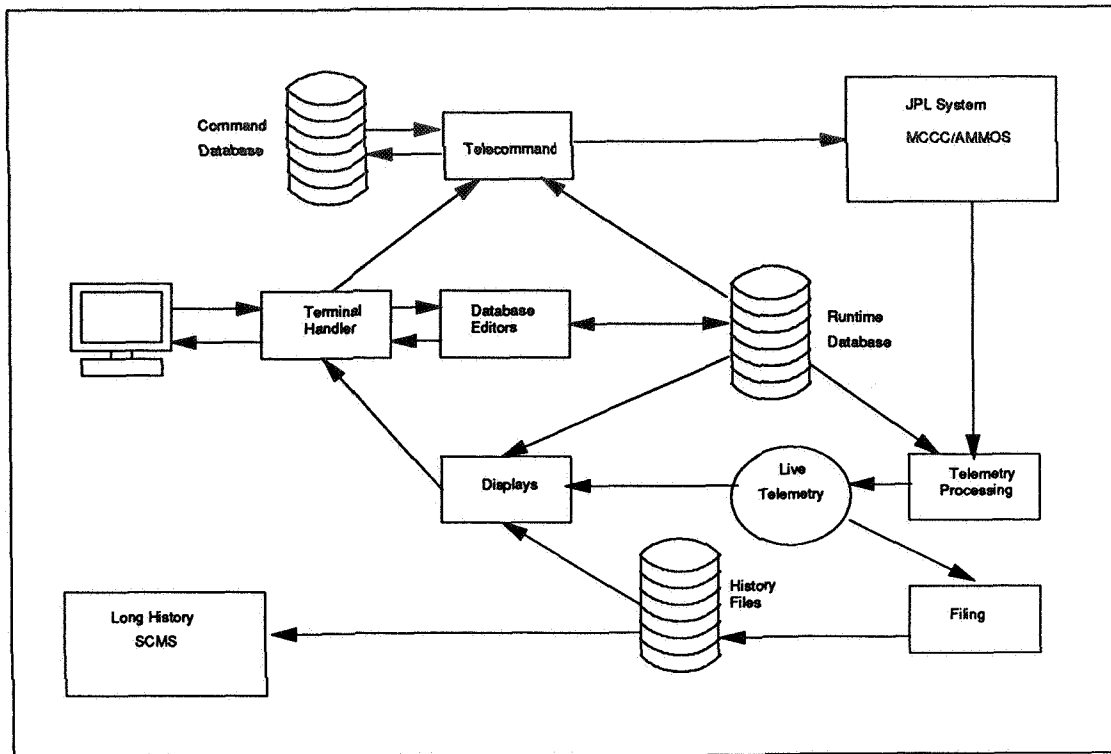 JPL System
MCCC/AMMOS
Command
Database
Telecommand
Terminal
Handler
Database
Editors
Runtime
Database
Displays
Live
Telemetry
Telemetry
Processing
History
Files
Filing
Long History
SCMS